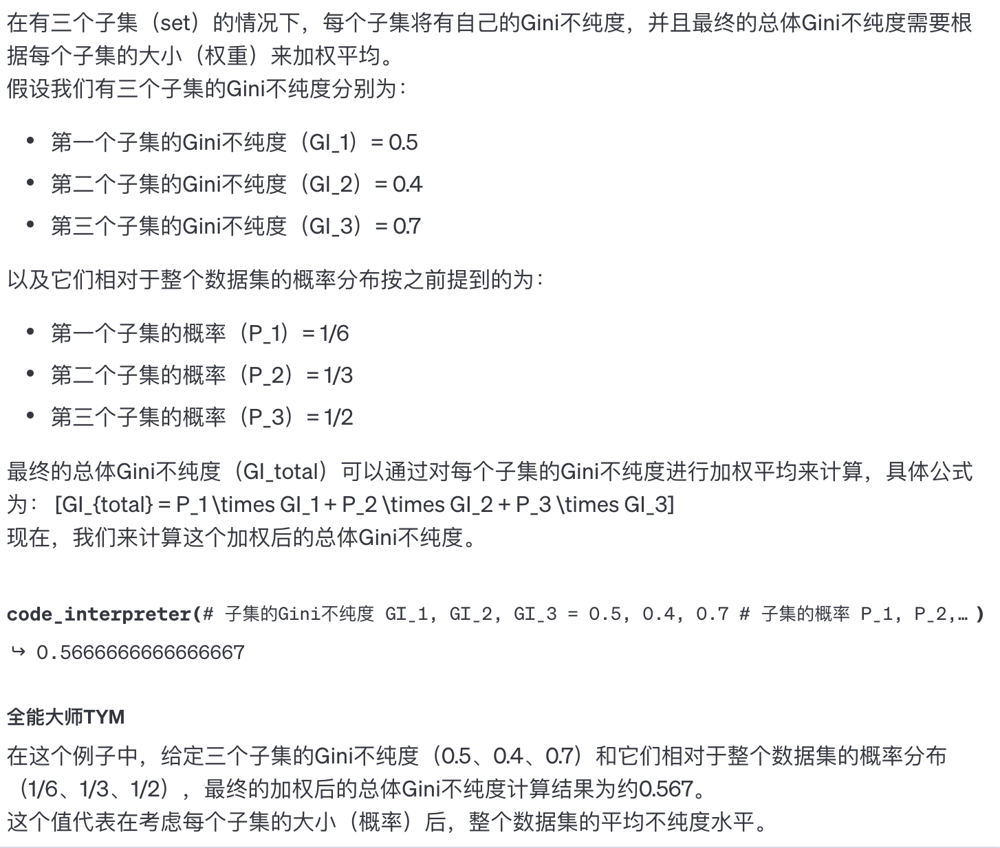 在有三个子集（set）的情况下，每个子集将有自己的Gini不纯度，并且最终的总体Gini不纯度需要根
据每个子集的大小（权重）来加权平均。
假设我们有三个子集的Gini不纯度分别为：
• 第一个子集的Gini不纯度（GI_1）= 0.5
• 第二个子集的Gini不纯度（GI_2）= 0.4
• 第三个子集的Gini不纯度（GI_3）= 0.7
以及它们相对于整个数据集的概率分布按之前提到的为：
• 第一个子集的概率（P_1）= 1/6
• 第二个子集的概率（P_2）= 1/3
• 第三个子集的概率（P_3）= 1/2
最终的总体Gini不纯度（GI_total）可以通过对每个子集的Gini不纯度进行加权平均来计算，具体公式
为： [GI_{total} = P_1 \times GI_1 + P_2 \times GI_2 + P_3 \times GI_3]
现在，我们来计算这个加权后的总体Gini不纯度。
code_interpreter(# 子集的Gini不纯度 GI_1, GI_2, GI_3 = 0.5, 0.4, 0.7 # 子集的概率 P_1, P_2,… )
↪ 0.5666666666666667
全能大师TYM
在这个例子中，给定三个子集的Gini不纯度（0.5、0.4、0.7）和它们相对于整个数据集的概率分布
（1/6、1/3、1/2），最终的加权后的总体Gini不纯度计算结果为约0.567。
这个值代表在考虑每个子集的大小（概率）后，整个数据集的平均不纯度水平。